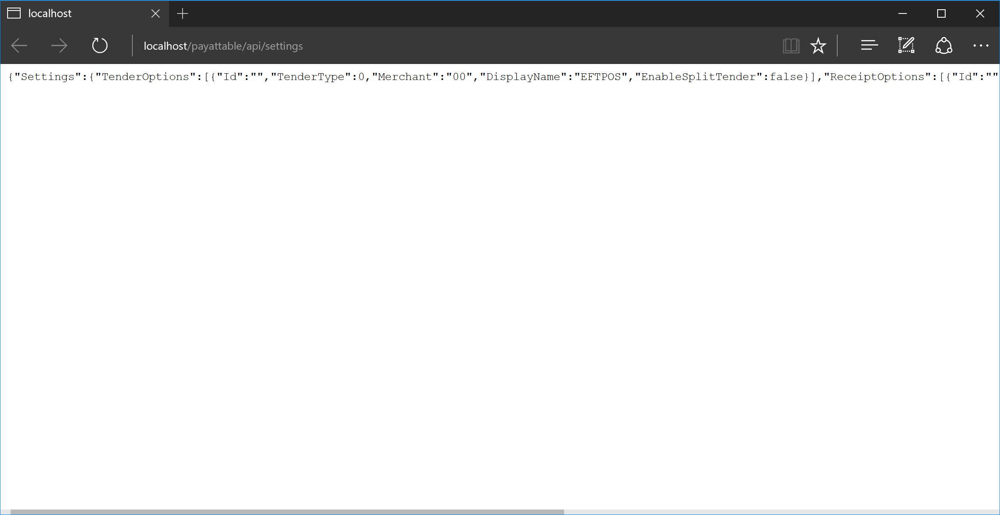 localhost
localhost/payattable/api/settings
{"Settings":{"TenderOptions":[{"Id":"","TenderType":0,"Merchant":"00","DisplayName":"EFTPOS","EnableSplitTender":false}],"ReceiptOptions":[{"Id":""